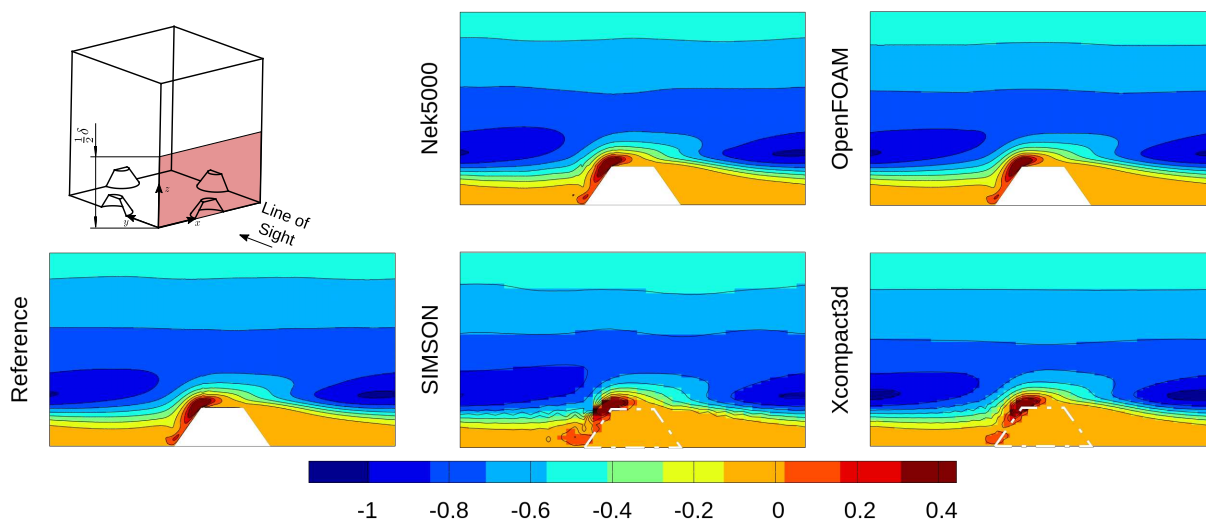 Nek5000
OpenFOAM
1/2 δ
z
y
x
Line of
Sight
Reference
SIMSON
Xcompact3d
-1
-0.8
-0.6
-0.4
-0.2
0
0.2
0.4